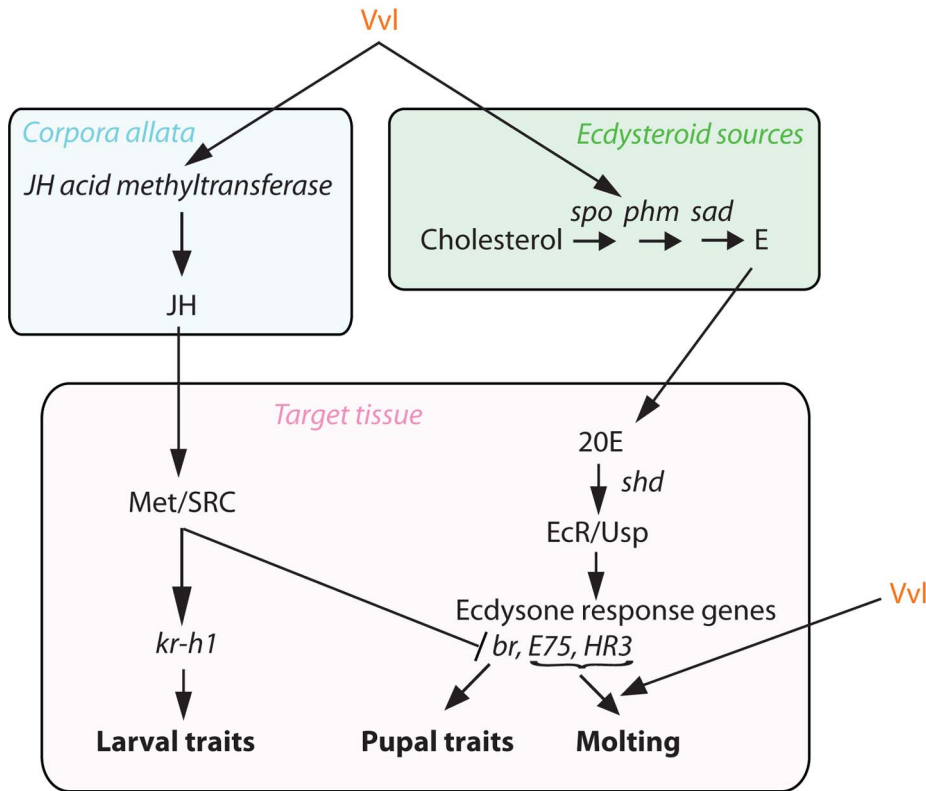 Vvl
Corpora allata
JH acid methyltransferase
JH
Ecdysteroid sources
spo phm sad
Cholesterol E
Target tissue
20E
shd
Met/SRC
EcR/Usp
Vvl
Ecdysone response genes
kr-h1
br, E75, HR3
Larval traits
Pupal traits
Molting